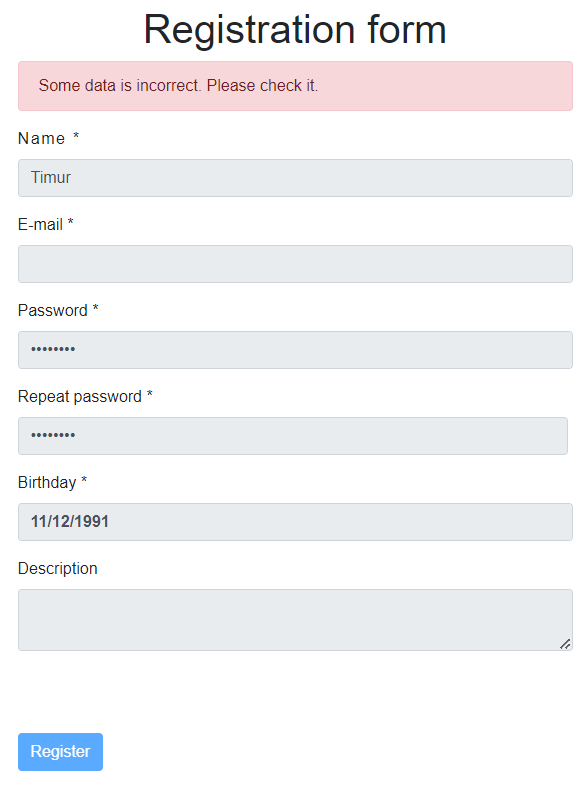 Registration form
Some data is incorrect. Please check it.
Name *
Timur
E-mail *
Password *
••••••••
Repeat password *
••••••••
Birthday *
11/12/1991
Description
Register